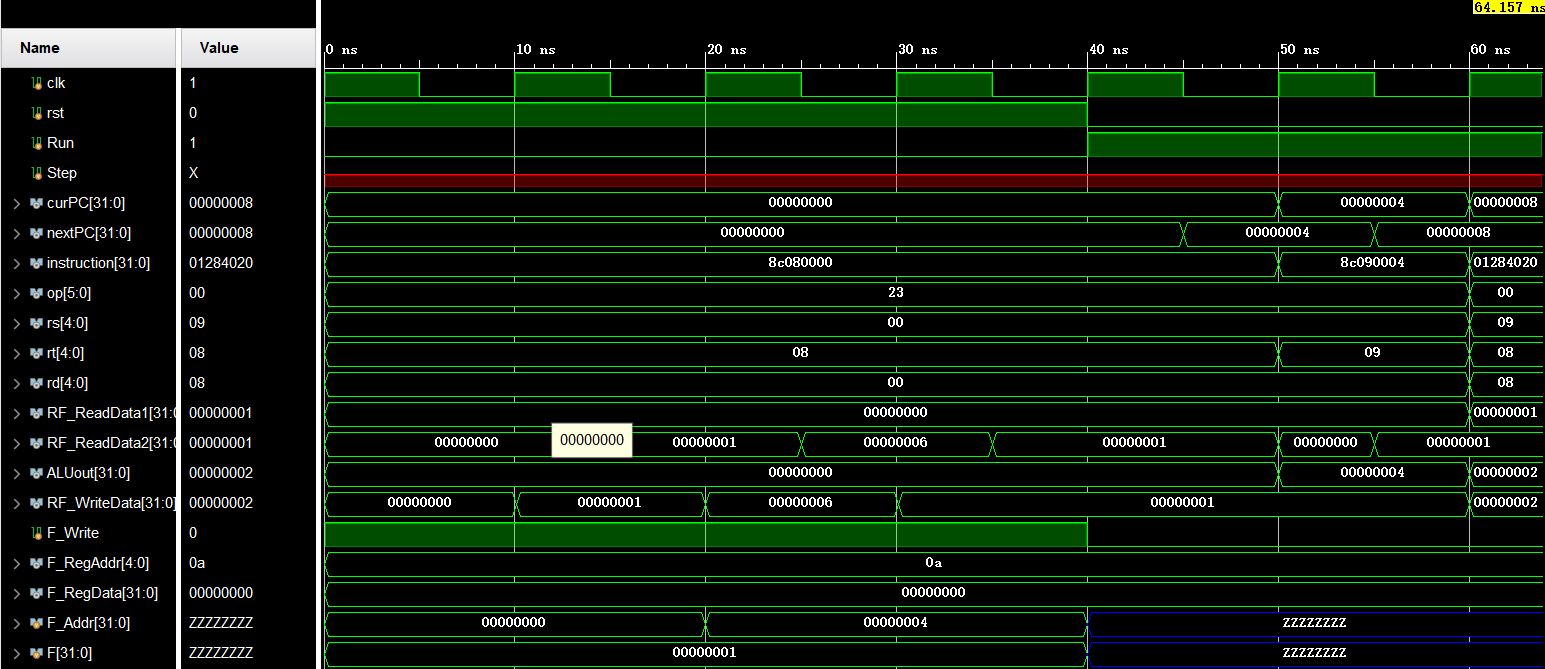 64.157 ns
Name Value
0 ns 10 ns 20 ns 30 ns 40 ns 50 ns 60 ns
clk 1
rst 0
Run 1
Step X
curPC[31:0] 00000008 00000000 00000004 00000008
nextPC[31:0] 00000008 00000000 00000004 00000008
instruction[31:0] 01284020 8c080000 8c090004 01284020
op[5:0] 00 23 00
rs[4:0] 09 00 09
rt[4:0] 08 08 09 08
rd[4:0] 08 00 08
RF_ReadData1[31:0 00000001 00000000 00000001
RF_ReadData2[31:0 00000001 00000000 00000000 00000001 00000006 00000001 00000000 00000001
ALUout[31:0] 00000002 00000000 00000004 00000002
RF_WriteData[31:0] 00000002 00000000 00000001 00000006 00000001 00000002
F_Write 0
F_RegAddr[4:0] 0a 0a
F_RegData[31:0] 00000000 00000000
F_Addr[31:0] ZZZZZZZZ 00000000 00000004 ZZZZZZZZ
F[31:0] ZZZZZZZZ 00000001 ZZZZZZZZ